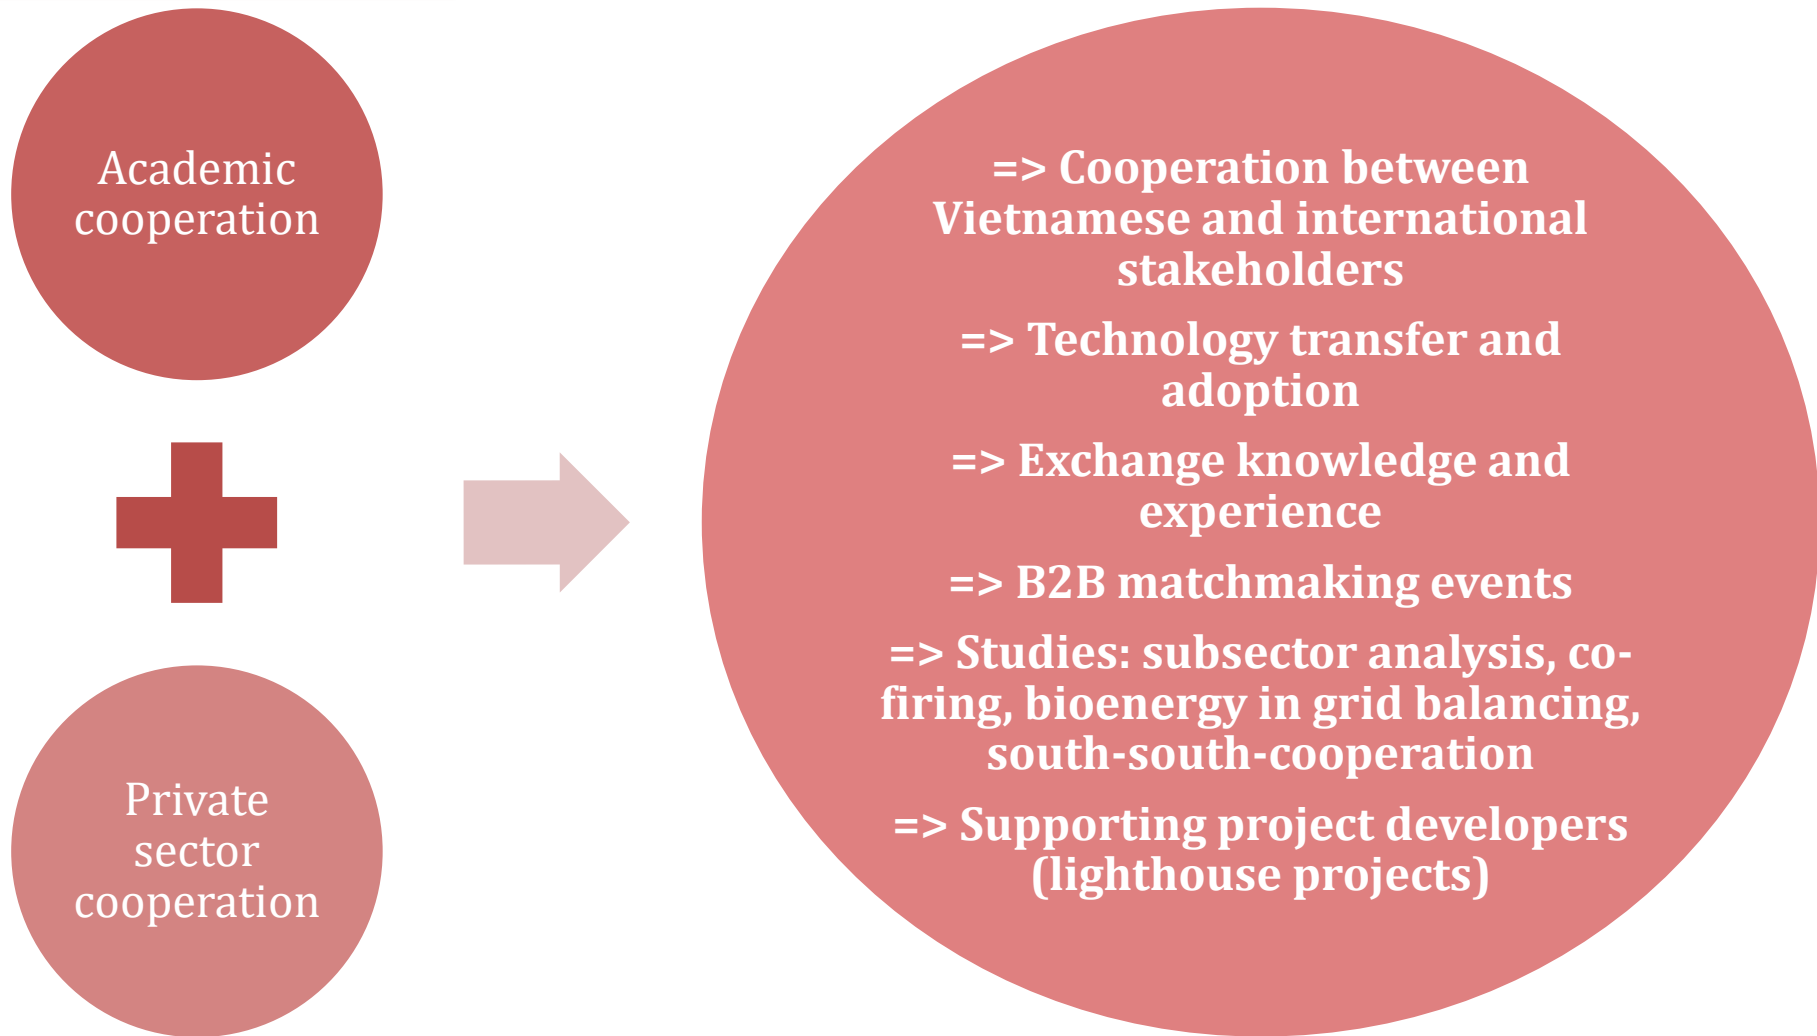 Academic
cooperation
Private
sector
cooperation
=> Cooperation between
Vietnamese and international
stakeholders
=> Technology transfer and
adoption
=> Exchange knowledge and
experience
=> B2B matchmaking events
=> Studies: subsector analysis, co-
firing, bioenergy in grid balancing,
south-south-cooperation
=> Supporting project developers
(lighthouse projects)